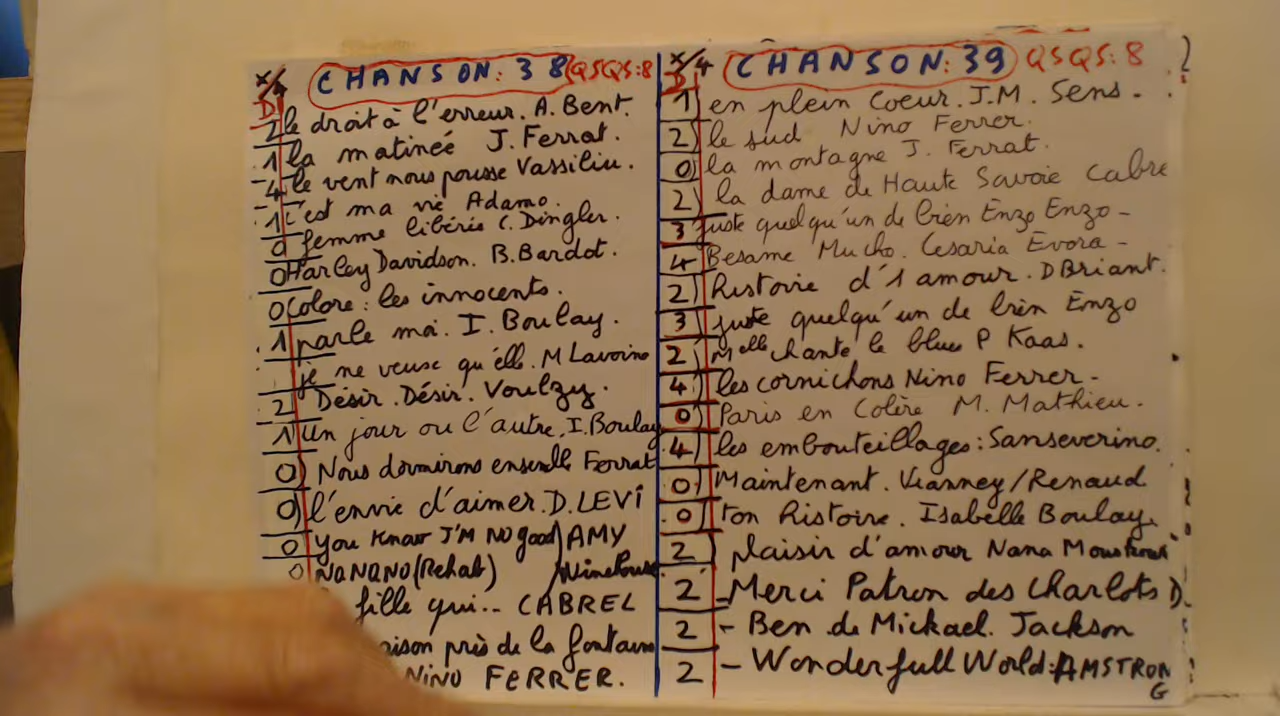 x/4 CHANSON: 38 QSQS:8
D
2 le droit à l'erreur. A. Bent.
1 la matinée J. Ferrat.
4 le vent nous pousse Vassiliu.
1 c'est ma vie Adamo.
0 femme libérie C. Dingler.
0 Harley Davidson. B. Bardot.
0 Colore: les innocents.
1 parle moi. I. Boulay.
je ne veuse qu'elle. M Lavoine
2 Désir. Désir. Voulzy.
1 Un jour ou l'autre. I. Boulay
0) Nous dormirons ensemble Ferrat
0) l'envie d'aimer. D. LEVI
0 you Know I'M NO good AMY
0 NANANO (Rehab) WineHouse
fille qui.. CABREL
aison près de la fontaine
NINO FERRER.
x/4 CHANSON: 39 QSQS: 8
D
1) en plein Coeur. J.M. Sens.
2) le sud Nino Ferrer.
0) la montagne J. Ferrat.
2) la dame de Haute Savoie Cabre
3 juste quelqu'un de bien Enzo Enzo-
4 Besame Mucho. Cesaria Evora-
2) Histoire d'1 amour. D Briant.
3) juste quelqu'un de bien Enzo
2) Melle chante le blues P Kaas.
4) les cornichons Nino Ferrer-
0) Paris en Colère M. Mathieu.
4) les embouteillages: Sanseverino.
0) Maintenant. Vianney/Renaud
0) ton Histoire. Isabelle Boulay.
2 plaisir d'amour Nana Mouskouri
2 -Merci Patron des Charlots D
2 - Ben de Mickael. Jackson
2 - Wonderfull World: AMSTRON
G